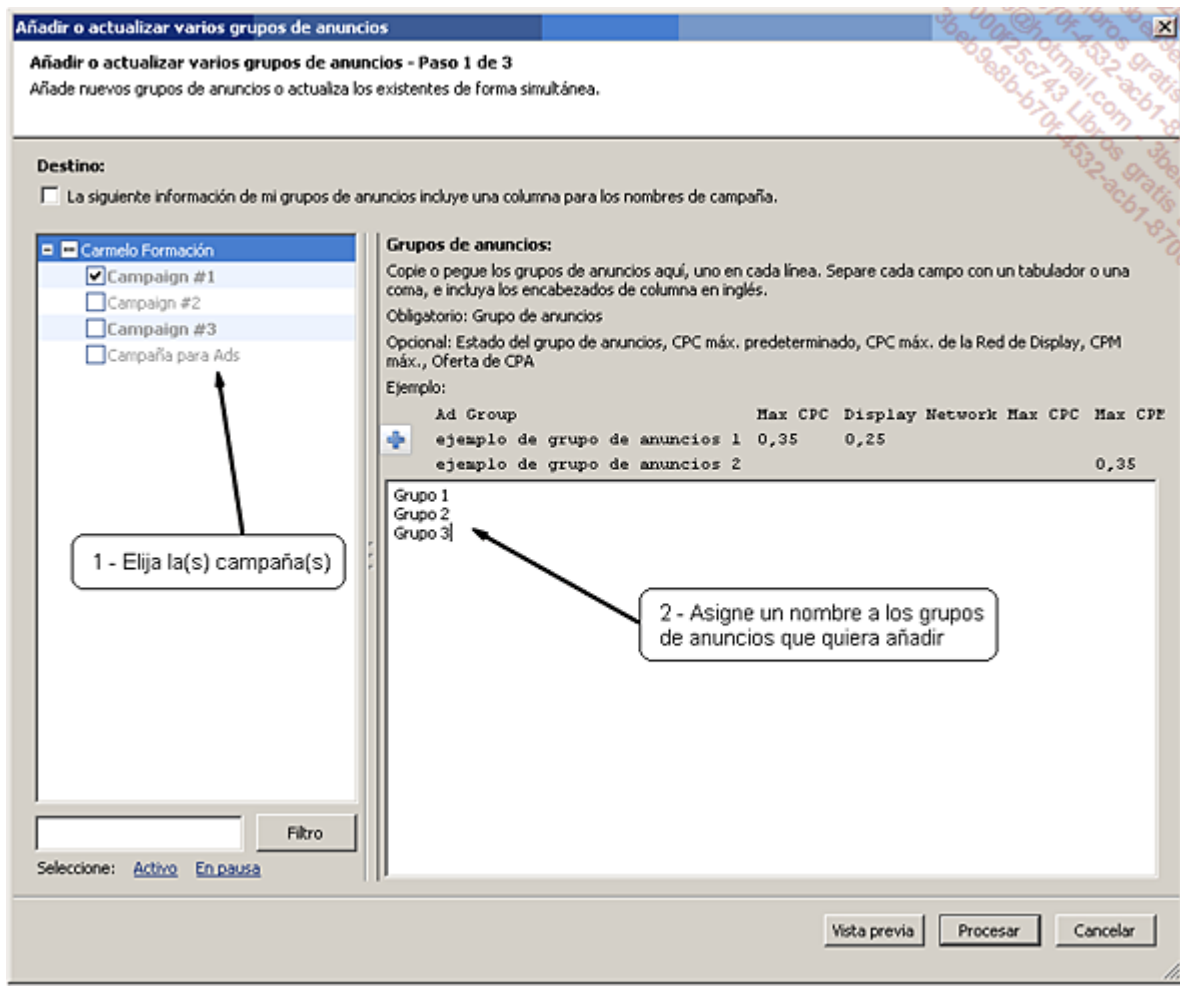 Añadir o actualizar varios grupos de anuncios
Añadir o actualizar varios grupos de anuncios - Paso 1 de 3
Añade nuevos grupos de anuncios o actualiza los existentes de forma simultánea.
Destino:
La siguiente información de mi grupos de anuncios incluye una columna para los nombres de campaña.
Carmelo Formación
Campaign #1
Campaign #2
Campaign #3
Campaña para Ads
1 - Elija la(s) campaña(s)
Filtro
Seleccione: Activo En pausa
Grupos de anuncios:
Copie o pegue los grupos de anuncios aquí, uno en cada línea. Separe cada campo con un tabulador o una
coma, e incluya los encabezados de columna en inglés.
Obligatorio: Grupo de anuncios
Opcional: Estado del grupo de anuncios, CPC máx. predeterminado, CPC máx. de la Red de Display, CPM
máx., Oferta de CPA
Ejemplo:
Ad Group Max CPC Display Network Max CPC Max CPM
ejemplo de grupo de anuncios 1 0,35 0,25
ejemplo de grupo de anuncios 2 0,35
Grupo 1
Grupo 2
Grupo 3
2 - Asigne un nombre a los grupos
de anuncios que quiera añadir
Vista previa Procesar Cancelar